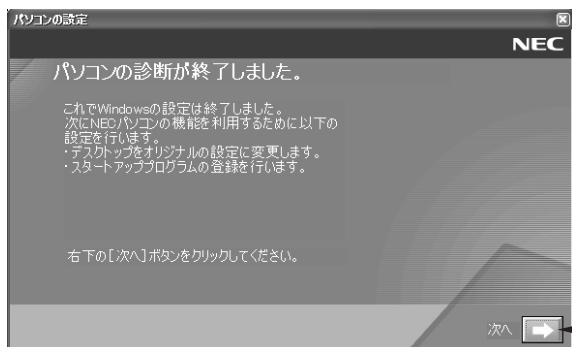 パソコンの設定
NEC
パソコンの診断が終了しました。
これでWindowsの設定は終了しました。
次にNECパソコンの機能を利用するために以下の
設定を行います。
・デスクトップをオリジナルの設定に変更します。
・スタートアッププログラムの登録を行います。
右下の[次へ]ボタンをクリックしてください。
次へ